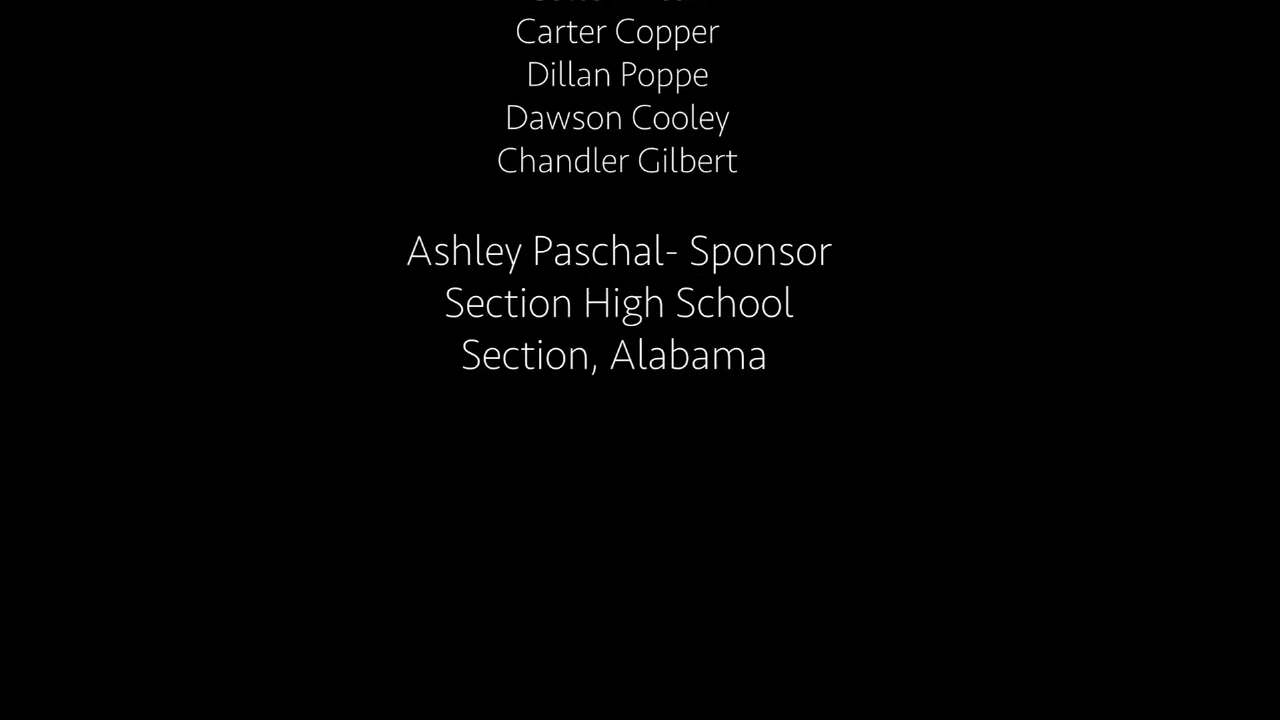 Carter Copper
Dillan Poppe
Dawson Cooley
Chandler Gilbert
Ashley Paschal- Sponsor
Section High School
Section, Alabama